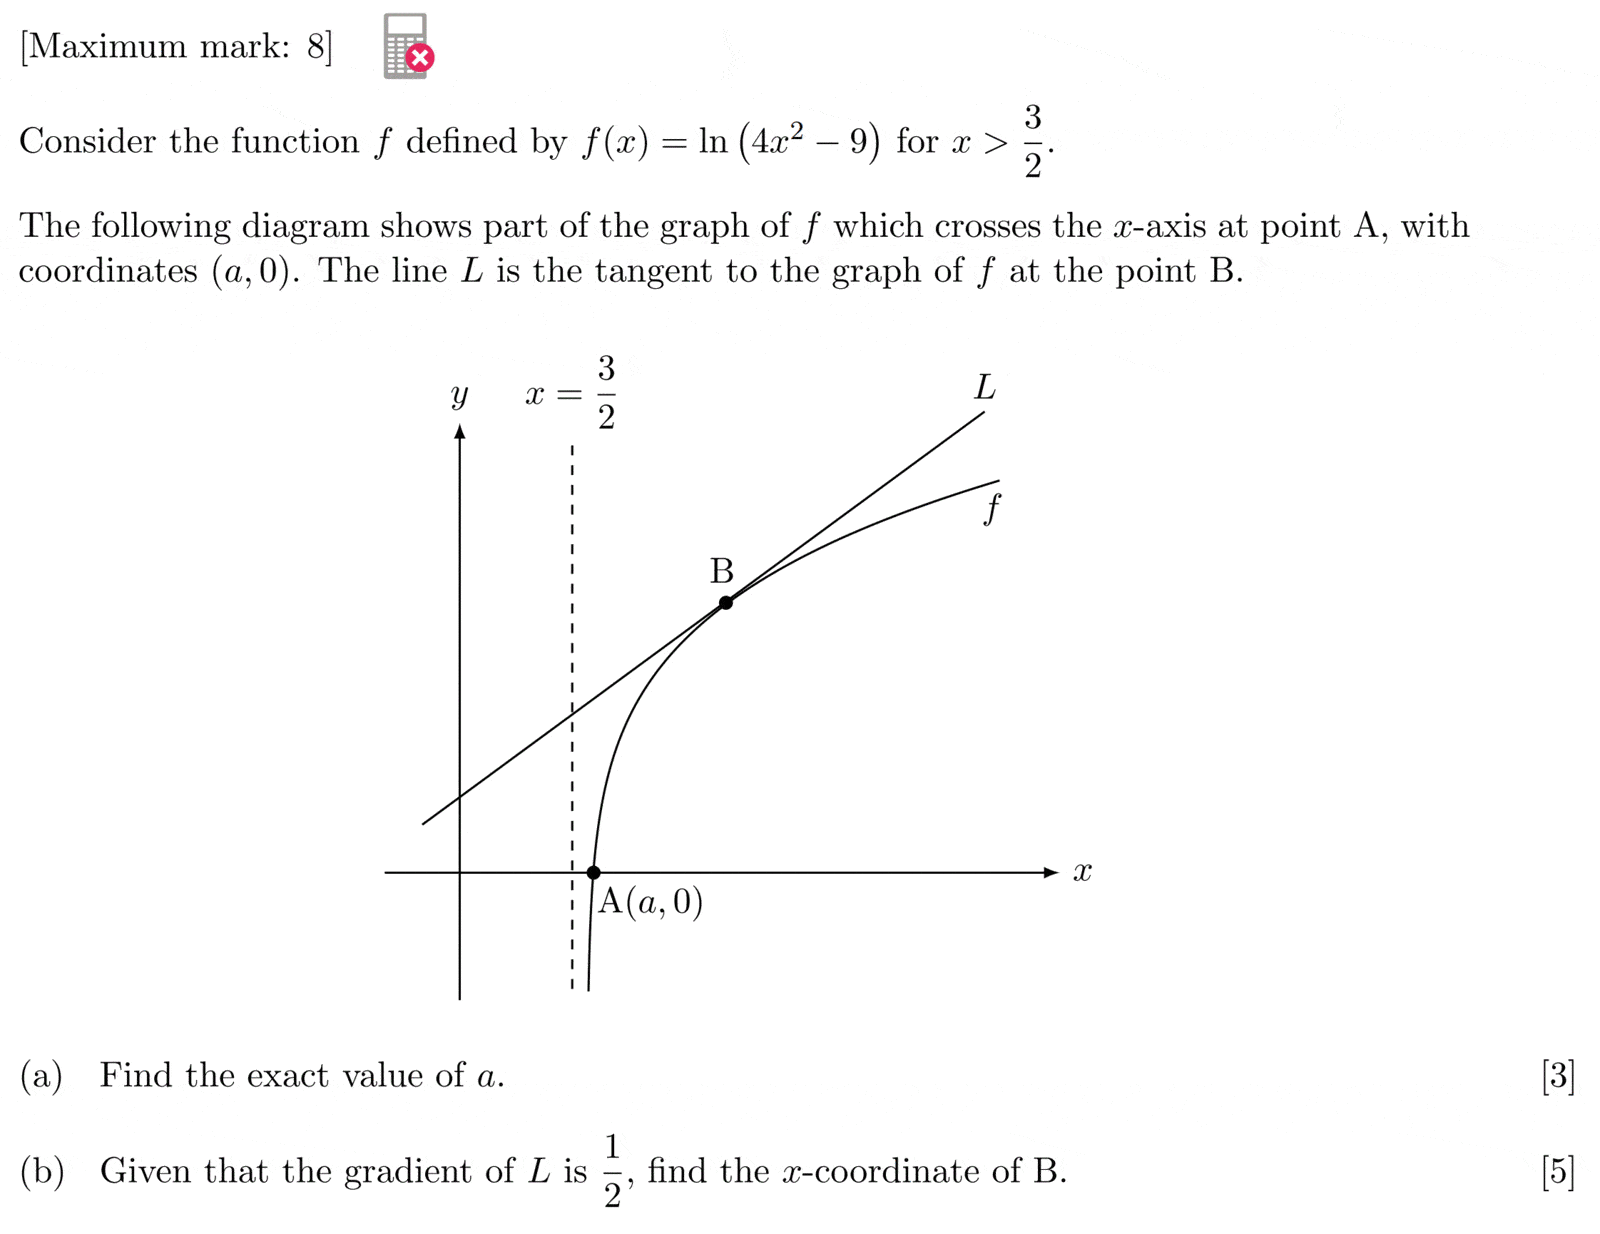 [Maximum mark: 8]
Consider the function f defined by f(x) = ln (4x² − 9) for x > 3/2.
The following diagram shows part of the graph of f which crosses the x-axis at point A, with
coordinates (a, 0). The line L is the tangent to the graph of f at the point B.
y
x = 3/2
L
f
B
x
A(a, 0)
(a) Find the exact value of a. [3]
(b) Given that the gradient of L is 1/2, find the x-coordinate of B. [5]